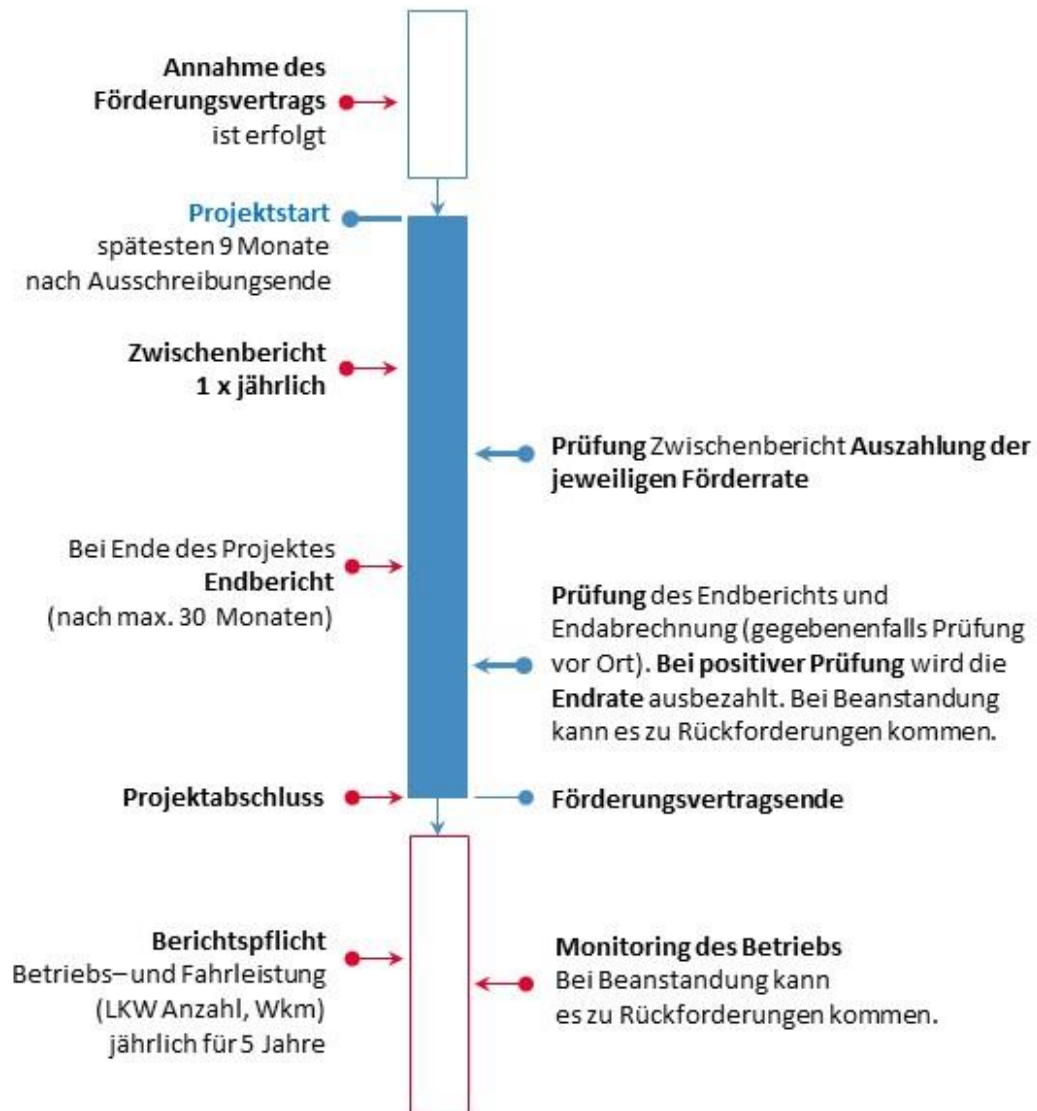 Annahme des
Förderungsvertrags
ist erfolgt
Projektstart
spätesten 9 Monate
nach Ausschreibungsende
Zwischenbericht
1 x jährlich
Prüfung Zwischenbericht Auszahlung der
jeweiligen Förderrate
Bei Ende des Projektes
Endbericht
(nach max. 30 Monaten)
Prüfung des Endberichts und
Endabrechnung (gegebenenfalls Prüfung
vor Ort). Bei positiver Prüfung wird die
Endrate ausbezahlt. Bei Beanstandung
kann es zu Rückforderungen kommen.
Projektabschluss
Förderungsvertragsende
Berichtspflicht
Betriebs–und Fahrleistung
(LKW Anzahl, Wkm)
jährlich für 5 Jahre
Monitoring des Betriebs
Bei Beanstandung kann
es zu Rückforderungen kommen.